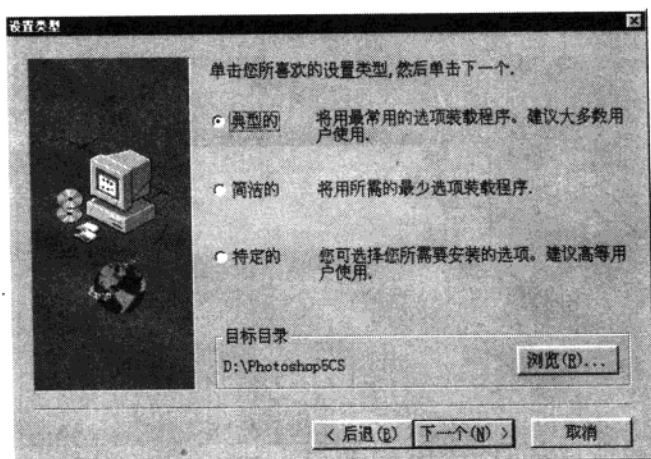 设置类型
单击您所喜欢的设置类型,然后单击下一个.
典型的 将用最常用的选项装载程序。建议大多数用
户使用.
简洁的 将用所需的最少选项装载程序.
特定的 您可选择您所需要安装的选项。建议高等用
户使用.
目标目录
D:\Photoshop5CS 浏览(R)...
< 后退(B) 下一个(N) > 取消